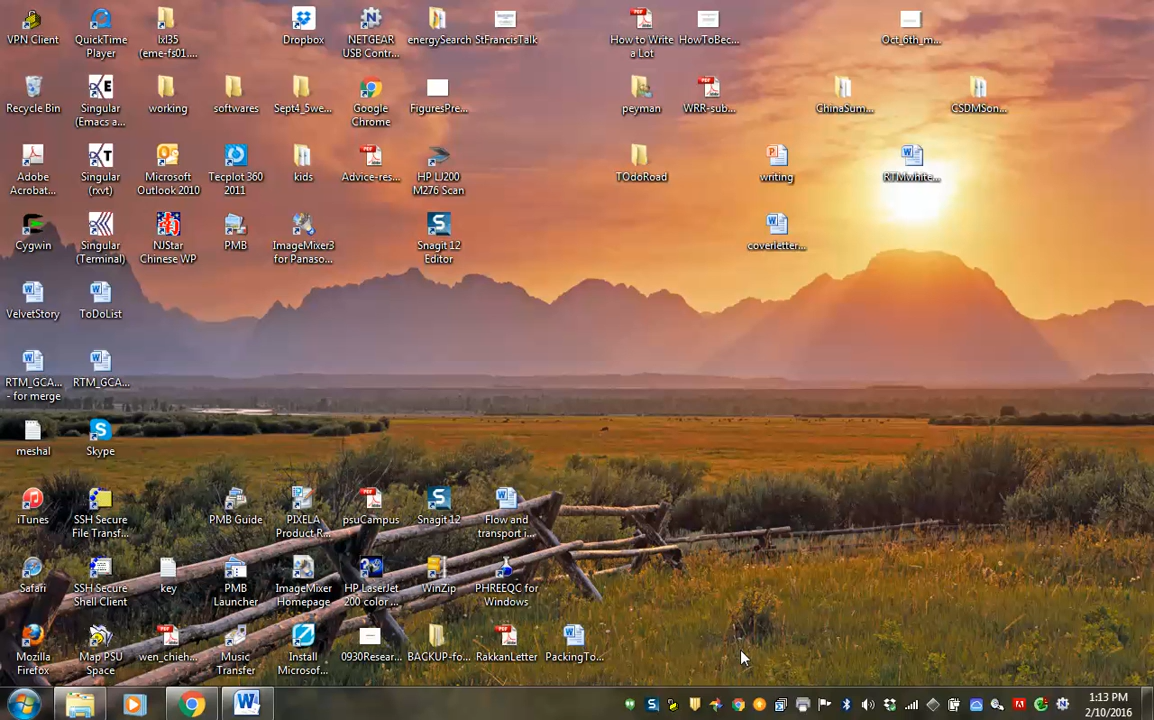 VPN Client
QuickTime
Player
lxl35
(eme-fs01....
Dropbox
NETGEAR
USB Contr...
energySearch
StFrancisTalk
How to Write
a Lot
HowToBec...
Oct_6th_m...
Recycle Bin
Singular
(Emacs a...
working
softwares
Sept4_5we...
Google
Chrome
FiguresPre...
peyman
WRR-sub...
ChinaSum...
CSDMSon...
Adobe
Acrobat...
Singular
(rxvt)
Microsoft
Outlook 2010
Tecplot 360
2011
kids
Advice-res...
HP LJ200
M276 Scan
TOdoRoad
writing
RTMwhite...
Cygwin
Singular
(Terminal)
NJStar
Chinese WP
PMB
ImageMixer3
for Panaso...
Snagit 12
Editor
coverletter...
VelvetStory
ToDoList
RTM_GCA...
- for merge
RTM_GCA...
meshal
Skype
iTunes
SSH Secure
File Transf...
PMB Guide
PIXELA
Product R...
psuCampus
Snagit 12
Flow and
transport i...
Safari
SSH Secure
Shell Client
key
PMB
Launcher
ImageMixer
Homepage
HP LaserJet
200 color ...
WinZip
PHREEQC for
Windows
Mozilla
Firefox
Map PSU
Space
wen_chieh...
Music
Transfer
Install
Microsof...
0930Resear...
BACKUP-fo...
RakkanLetter
PackingTo...
1:13 PM
2/10/2016